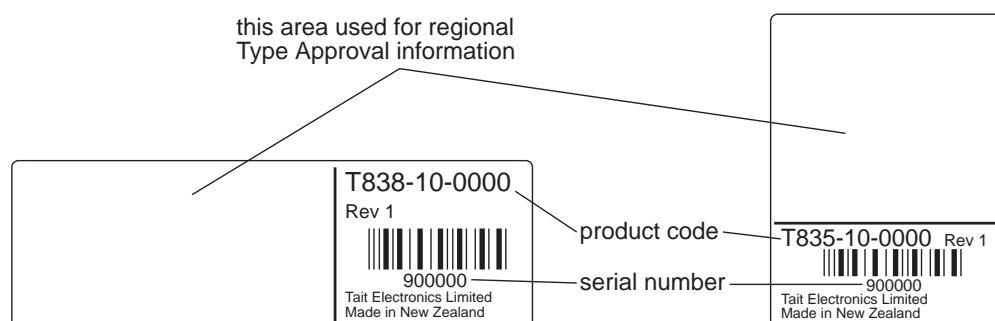 this area used for regional
Type Approval information
T838-10-0000
Rev 1
900000
Tait Electronics Limited
Made in New Zealand
product code
serial number
T835-10-0000 Rev 1
900000
Tait Electronics Limited
Made in New Zealand